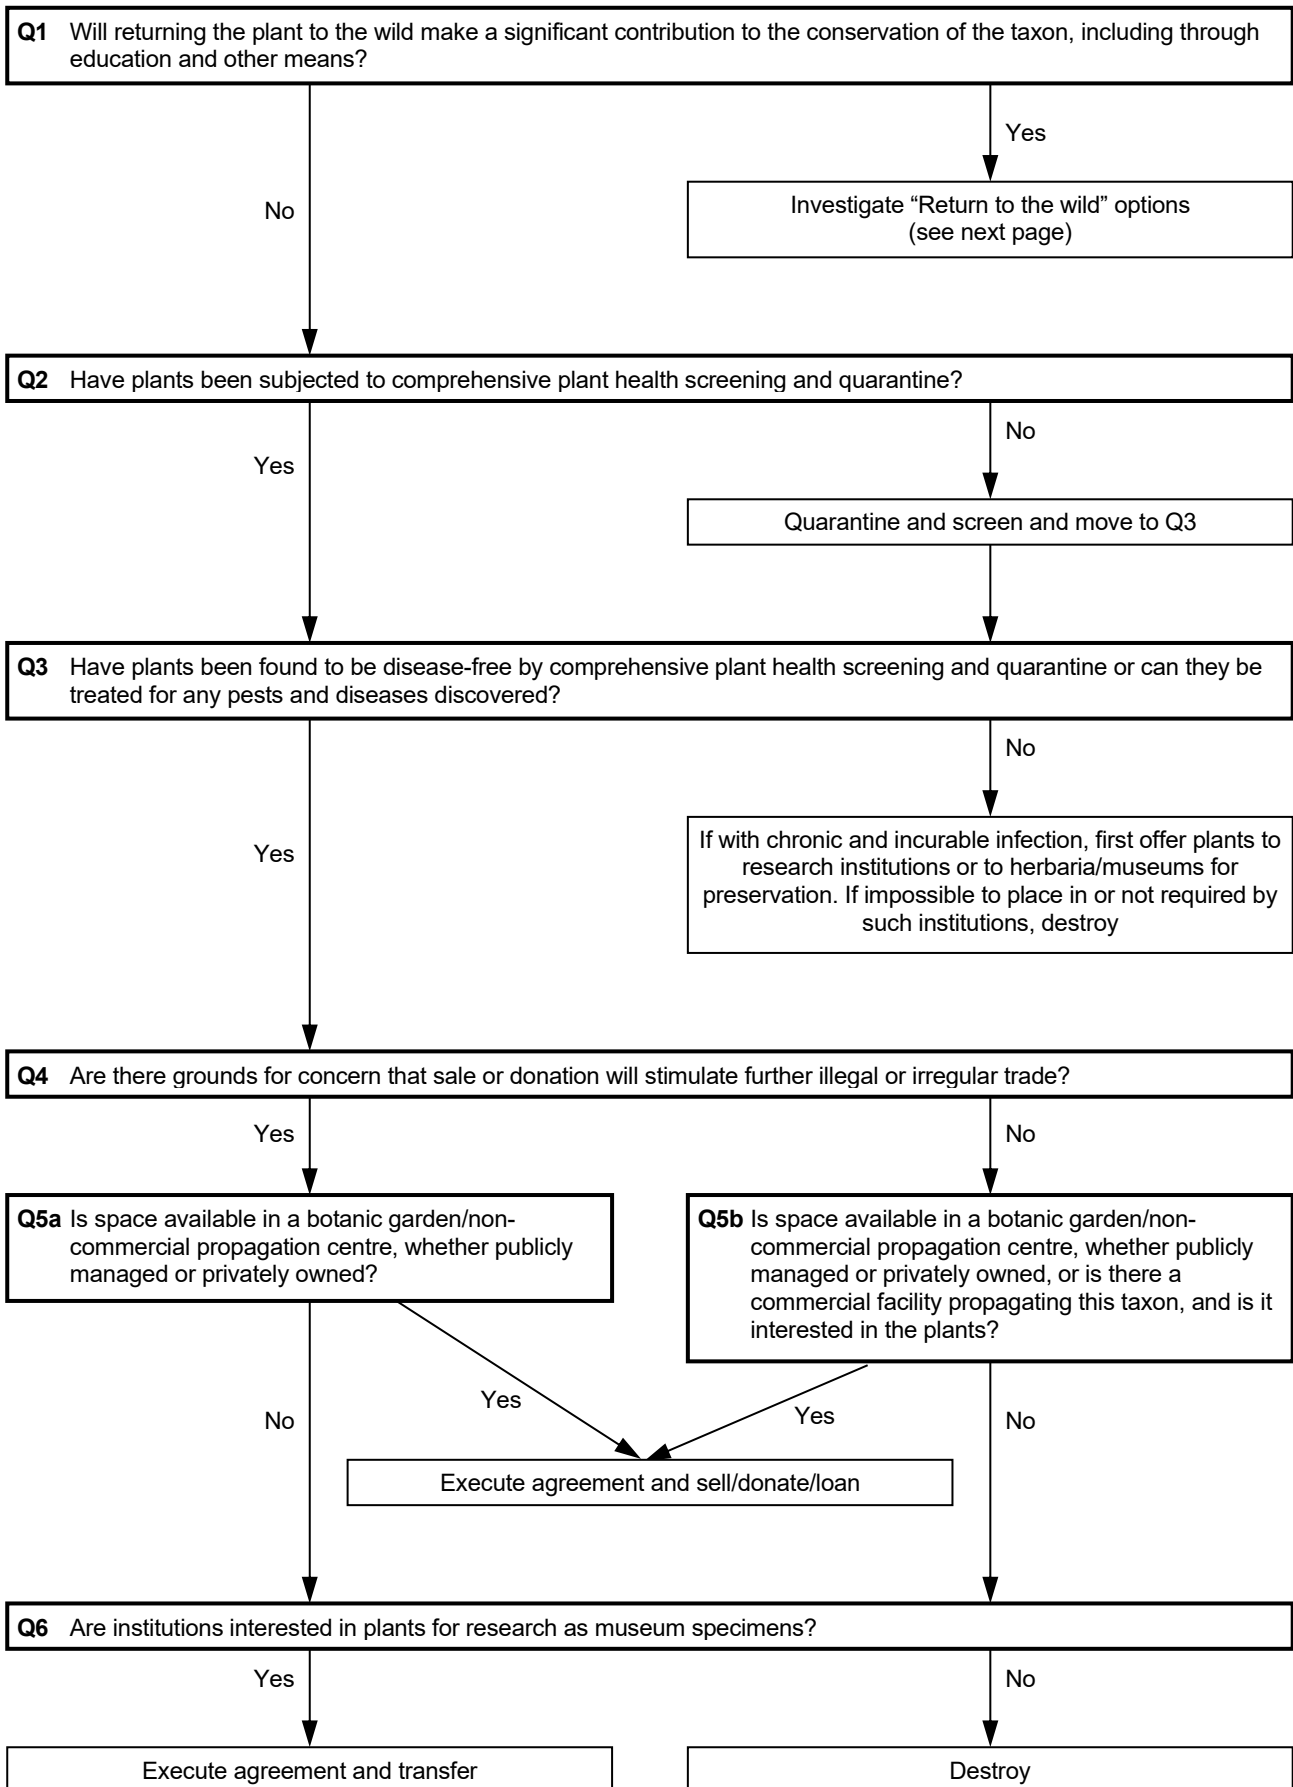 Q1 Will returning the plant to the wild make a significant contribution to the conservation of the taxon, including through
education and other means?
Yes
No
Investigate “Return to the wild” options
(see next page)
Q2 Have plants been subjected to comprehensive plant health screening and quarantine?
No
Yes
Quarantine and screen and move to Q3
Q3 Have plants been found to be disease-free by comprehensive plant health screening and quarantine or can they be
treated for any pests and diseases discovered?
No
Yes
If with chronic and incurable infection, first offer plants to
research institutions or to herbaria/museums for
preservation. If impossible to place in or not required by
such institutions, destroy
Q4 Are there grounds for concern that sale or donation will stimulate further illegal or irregular trade?
Yes
No
Q5a Is space available in a botanic garden/non-
commercial propagation centre, whether publicly
managed or privately owned?
Q5b Is space available in a botanic garden/non-
commercial propagation centre, whether publicly
managed or privately owned, or is there a
commercial facility propagating this taxon, and is it
interested in the plants?
Yes
Yes
No
No
Execute agreement and sell/donate/loan
Q6 Are institutions interested in plants for research as museum specimens?
Yes
No
Execute agreement and transfer
Destroy